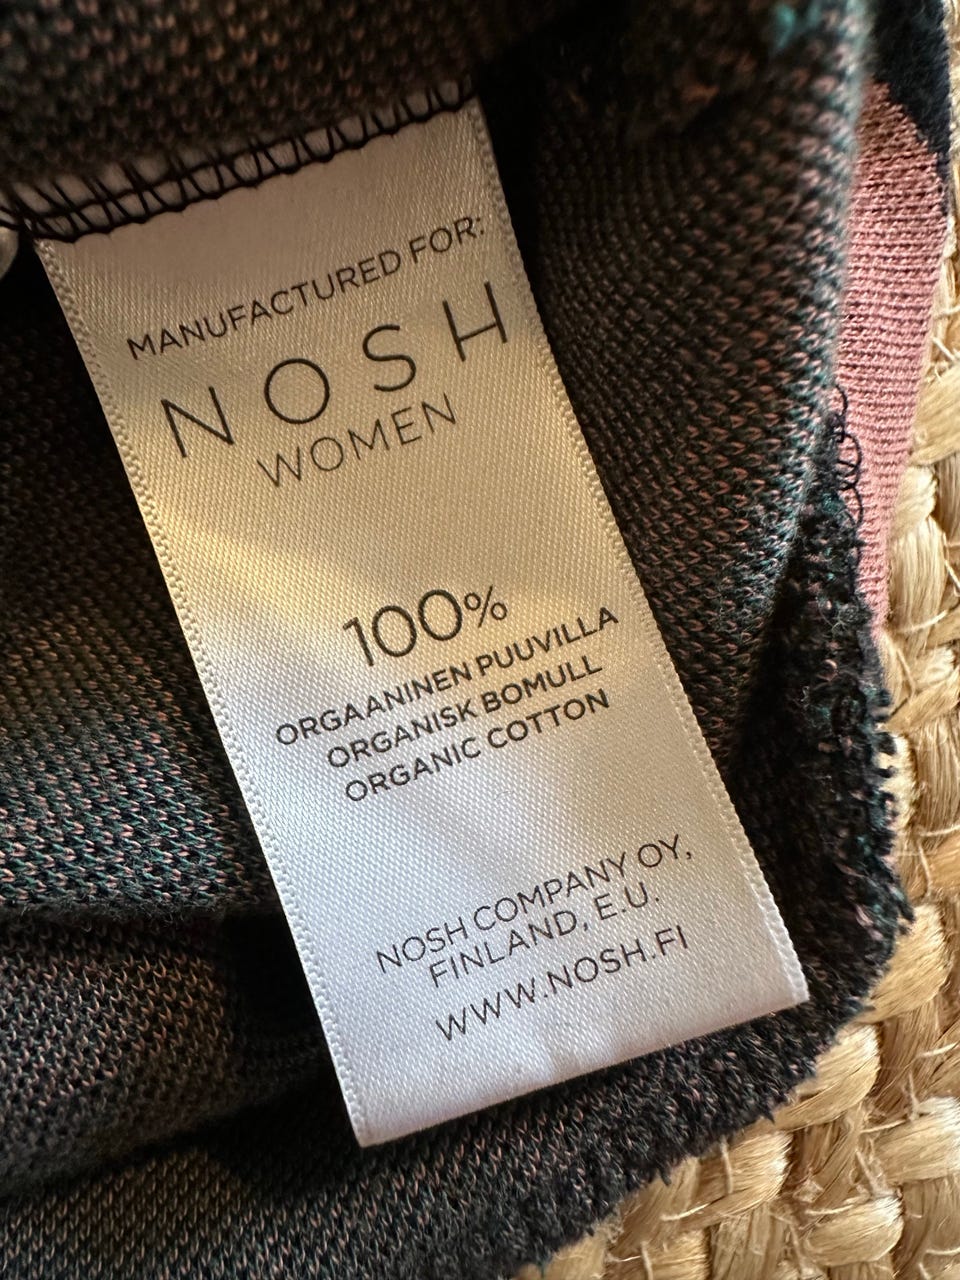 MANUFACTURED FOR:
NOSH
WOMEN
100%
ORGAANINEN PUUVILLA
ORGANISK BOMULL
ORGANIC COTTON
NOSH COMPANY OY,
FINLAND, E.U.
WWW.NOSH.FI